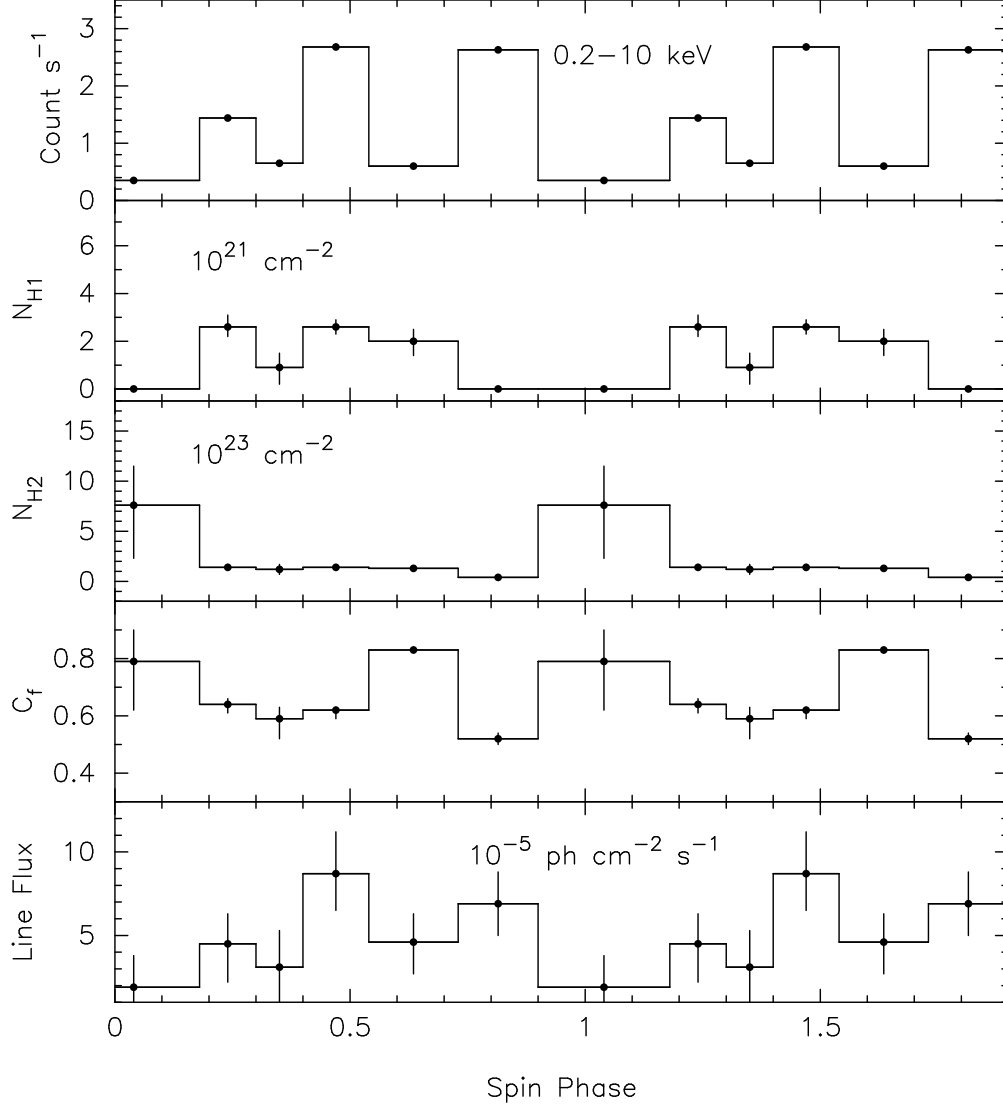 Count s⁻¹
3
2
1
0
0.2−10 keV
N_H1
6
4
2
0
10²¹ cm⁻²
N_H2
15
10
5
0
10²³ cm⁻²
C_f
0.8
0.6
0.4
Line Flux
10
5
10⁻⁵ ph cm⁻² s⁻¹
0 0.5 1 1.5
Spin Phase